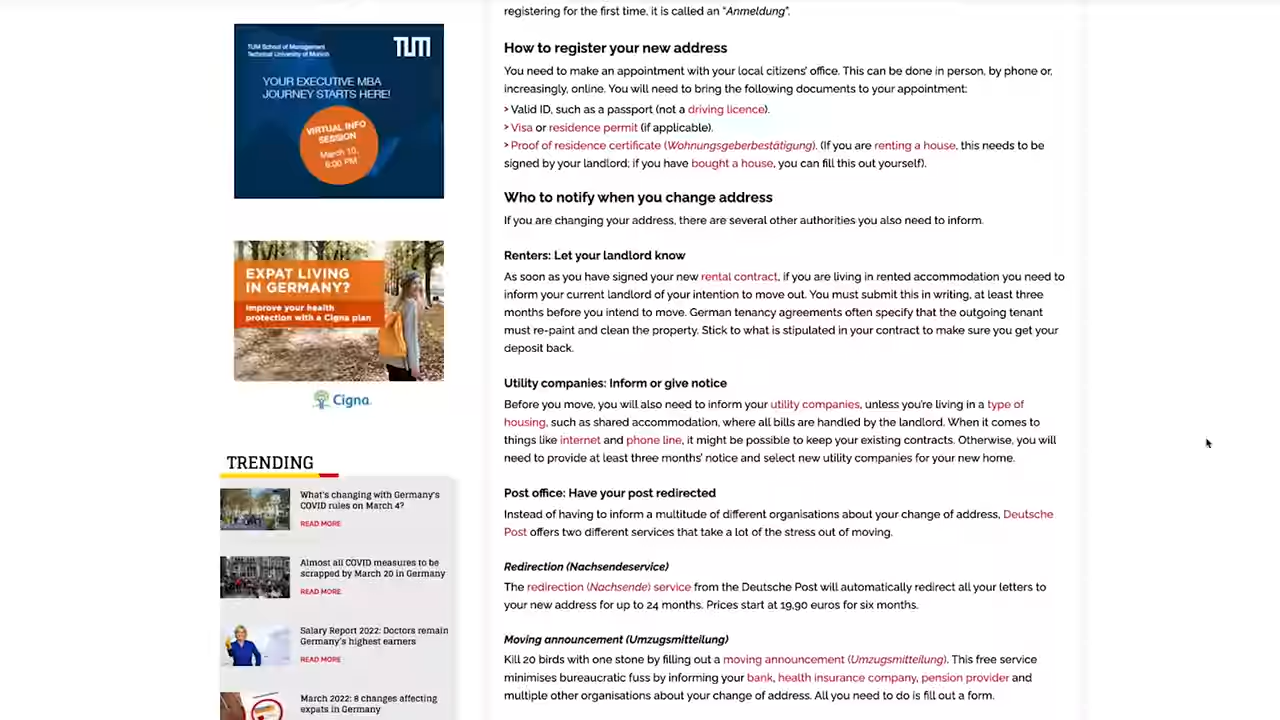 TUM School of Management
Technical University of Munich
TUM
YOUR EXECUTIVE MBA
JOURNEY STARTS HERE!
VIRTUAL INFO
SESSION
March 10,
6:00 PM
EXPAT LIVING
IN GERMANY?
Improve your health
protection with a Cigna plan
Cigna.
TRENDING
What's changing with Germany's
COVID rules on March 4?
READ MORE
Almost all COVID measures to be
scrapped by March 20 in Germany
READ MORE
Salary Report 2022: Doctors remain
Germany's highest earners
READ MORE
March 2022: 8 changes affecting
expats in Germany
registering for the first time, it is called an “Anmeldung”.
How to register your new address
You need to make an appointment with your local citizens' office. This can be done in person, by phone or,
increasingly, online. You will need to bring the following documents to your appointment:
> Valid ID, such as a passport (not a driving licence).
> Visa or residence permit (if applicable).
> Proof of residence certificate (Wohnungsgeberbestätigung). (If you are renting a house, this needs to be
signed by your landlord; if you have bought a house, you can fill this out yourself).
Who to notify when you change address
If you are changing your address, there are several other authorities you also need to inform.
Renters: Let your landlord know
As soon as you have signed your new rental contract, if you are living in rented accommodation you need to
inform your current landlord of your intention to move out. You must submit this in writing, at least three
months before you intend to move. German tenancy agreements often specify that the outgoing tenant
must re-paint and clean the property. Stick to what is stipulated in your contract to make sure you get your
deposit back.
Utility companies: Inform or give notice
Before you move, you will also need to inform your utility companies, unless you're living in a type of
housing, such as shared accommodation, where all bills are handled by the landlord. When it comes to
things like internet and phone line, it might be possible to keep your existing contracts. Otherwise, you will
need to provide at least three months' notice and select new utility companies for your new home.
Post office: Have your post redirected
Instead of having to inform a multitude of different organisations about your change of address, Deutsche
Post offers two different services that take a lot of the stress out of moving.
Redirection (Nachsendeservice)
The redirection (Nachsende) service from the Deutsche Post will automatically redirect all your letters to
your new address for up to 24 months. Prices start at 19,90 euros for six months.
Moving announcement (Umzugsmitteilung)
Kill 20 birds with one stone by filling out a moving announcement (Umzugsmitteilung). This free service
minimises bureaucratic fuss by informing your bank, health insurance company, pension provider and
multiple other organisations about your change of address. All you need to do is fill out a form.